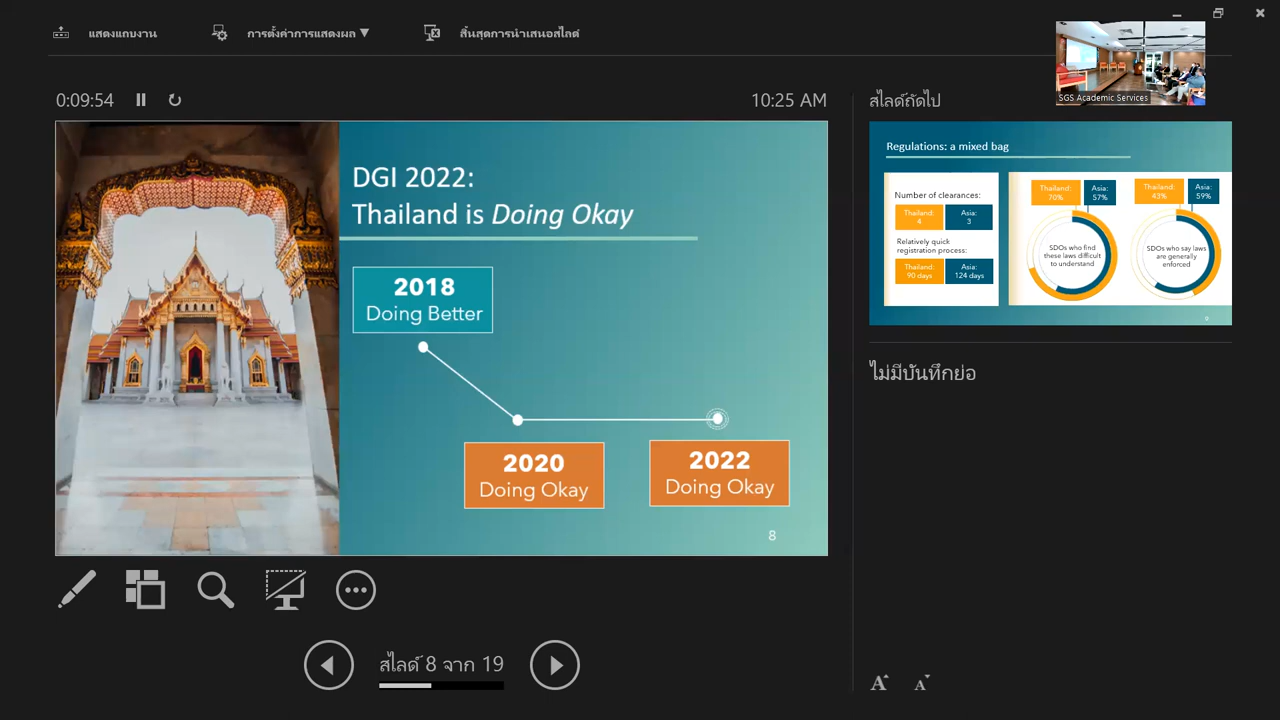 แสดงแถบงาน
การตั้งค่าการแสดงผล ▼
สิ้นสุดการนำเสนอสไลด์
SGS Academic Services
0:09:54
10:25 AM
DGI 2022:
Thailand is Doing Okay
2018
Doing Better
2020
Doing Okay
2022
Doing Okay
8
สไลด์ถัดไป
Regulations: a mixed bag
Number of clearances:
Thailand:
4
Asia:
3
Relatively quick
registration process:
Thailand:
90 days
Asia:
124 days
Thailand:
70%
Asia:
57%
SDOs who find
these laws difficult
to understand
Thailand:
43%
Asia:
59%
SDOs who say laws
are generally
enforced
9
ไม่มีบันทึกย่อ
สไลด์ 8 จาก 19
A A